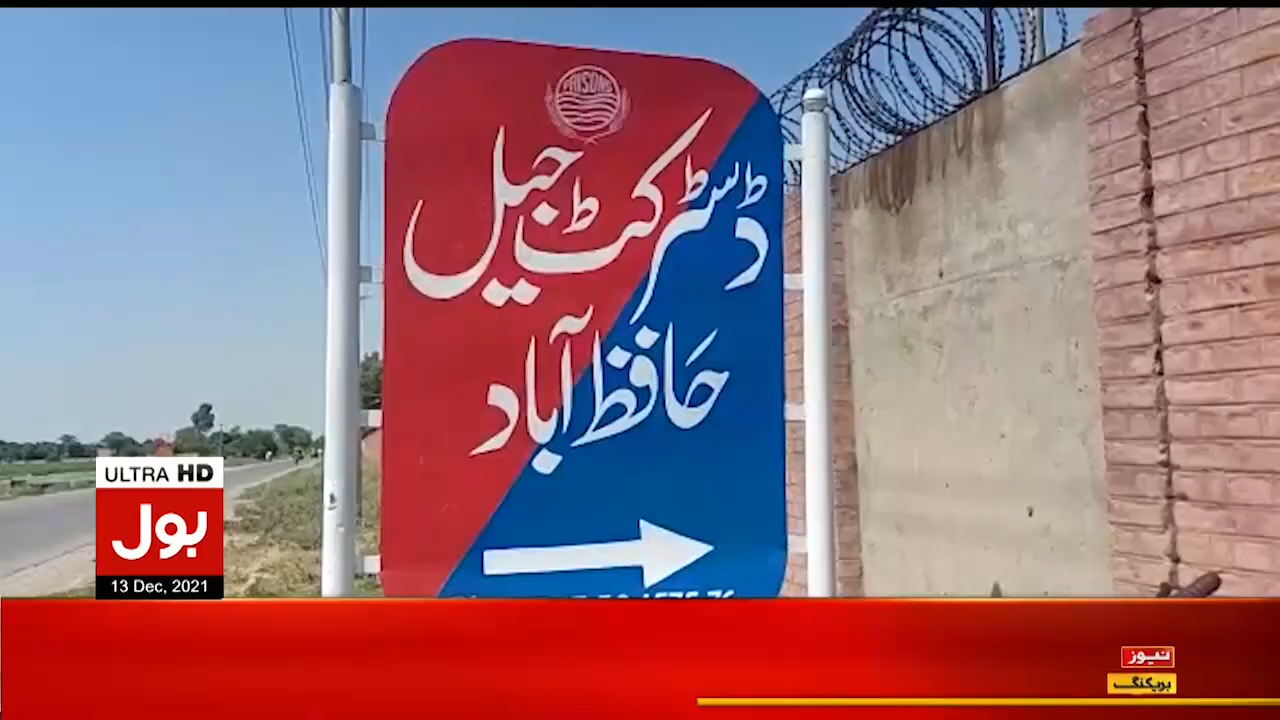 PRISONS
ڈسٹرکٹ جیل
حافظ آباد
ULTRA HD
بول
13 Dec, 2021
نیوز
بریکنگ